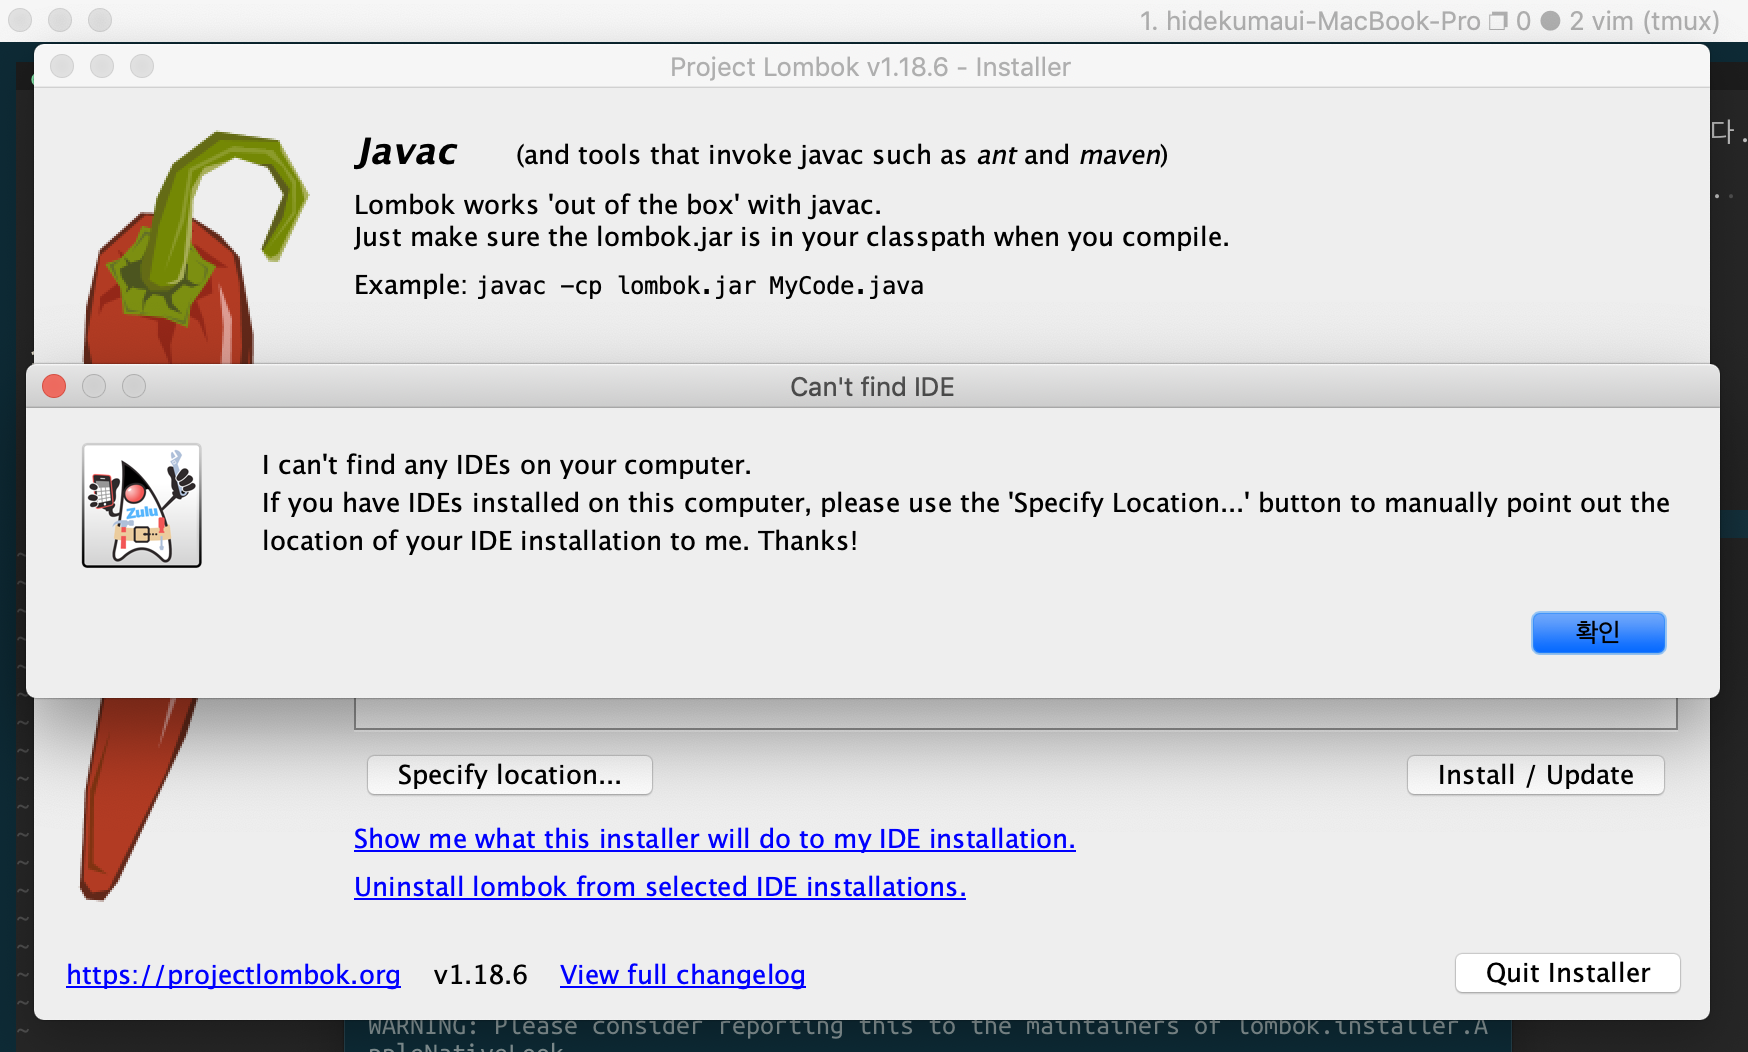 1. hidekumaui-MacBook-Pro 0 2 vim (tmux)
Project Lombok v1.18.6 - Installer
다.
Javac (and tools that invoke javac such as ant and maven)
Lombok works 'out of the box' with javac.
Just make sure the lombok.jar is in your classpath when you compile.
Example: javac -cp lombok.jar MyCode.java
Can't find IDE
Zulu
I can't find any IDEs on your computer.
If you have IDEs installed on this computer, please use the 'Specify Location...' button to manually point out the
location of your IDE installation to me. Thanks!
확인
Specify location...
Install / Update
Show me what this installer will do to my IDE installation.
Uninstall lombok from selected IDE installations.
https://projectlombok.org v1.18.6 View full changelog
Quit Installer
WARNING: Please consider reporting this to the maintainers of lombok.installer.A
ppleNativeLook